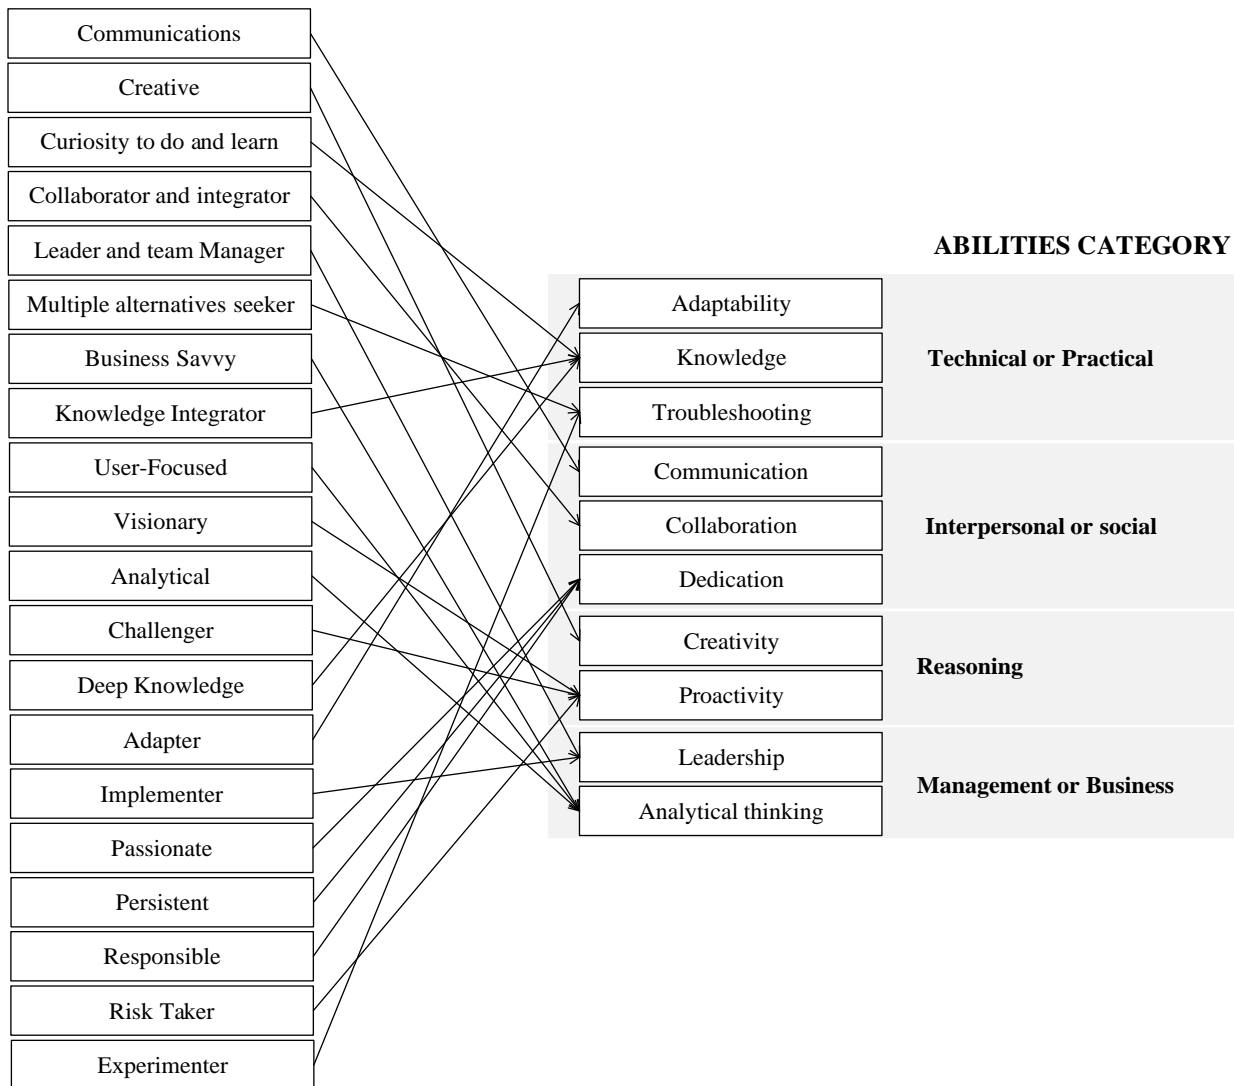 Communications
Creative
Curiosity to do and learn
Collaborator and integrator
Leader and team Manager
Multiple alternatives seeker
Business Savvy
Knowledge Integrator
User-Focused
Visionary
Analytical
Challenger
Deep Knowledge
Adapter
Implementer
Passionate
Persistent
Responsible
Risk Taker
Experimenter
ABILITIES CATEGORY
Adaptability
Knowledge
Troubleshooting
Technical or Practical
Communication
Collaboration
Dedication
Interpersonal or social
Creativity
Proactivity
Reasoning
Leadership
Analytical thinking
Management or Business